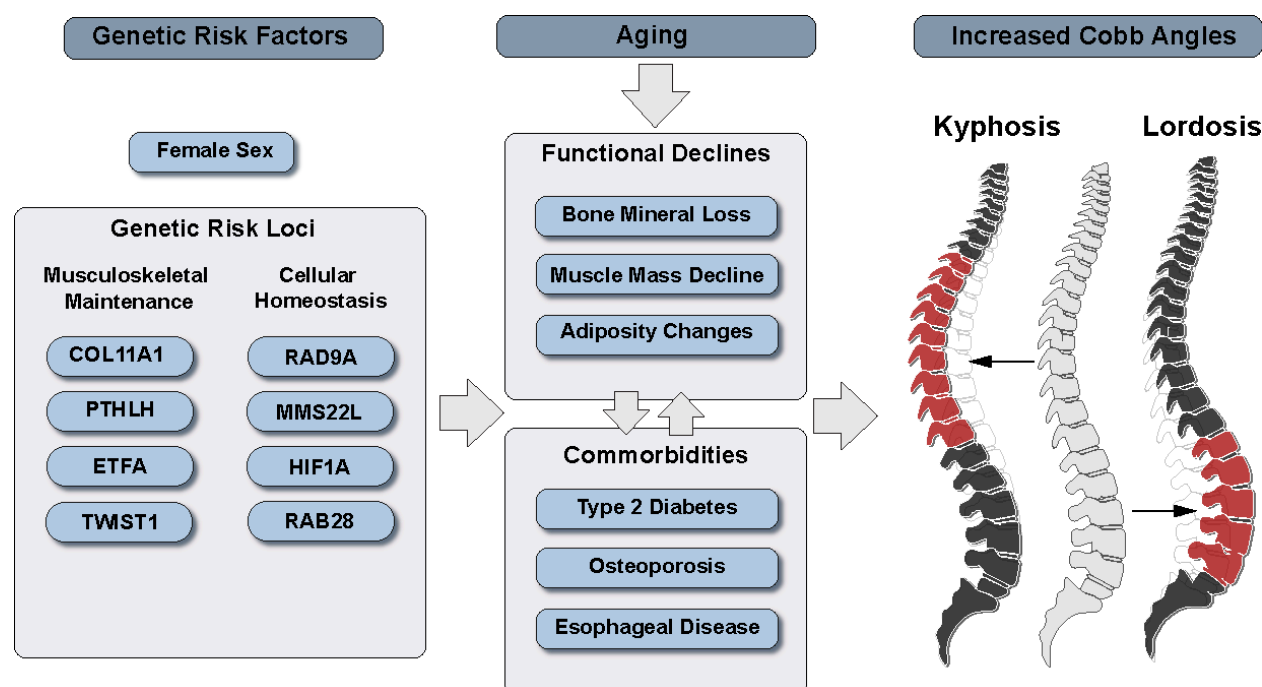 Genetic Risk Factors
Female Sex
Genetic Risk Loci
Musculoskeletal
Maintenance
COL11A1
PTHLH
ETFA
TWIST1
Cellular
Homeostasis
RAD9A
MMS22L
HIF1A
RAB28
Aging
Functional Declines
Bone Mineral Loss
Muscle Mass Decline
Adiposity Changes
Commorbidities
Type 2 Diabetes
Osteoporosis
Esophageal Disease
Increased Cobb Angles
Kyphosis
Lordosis